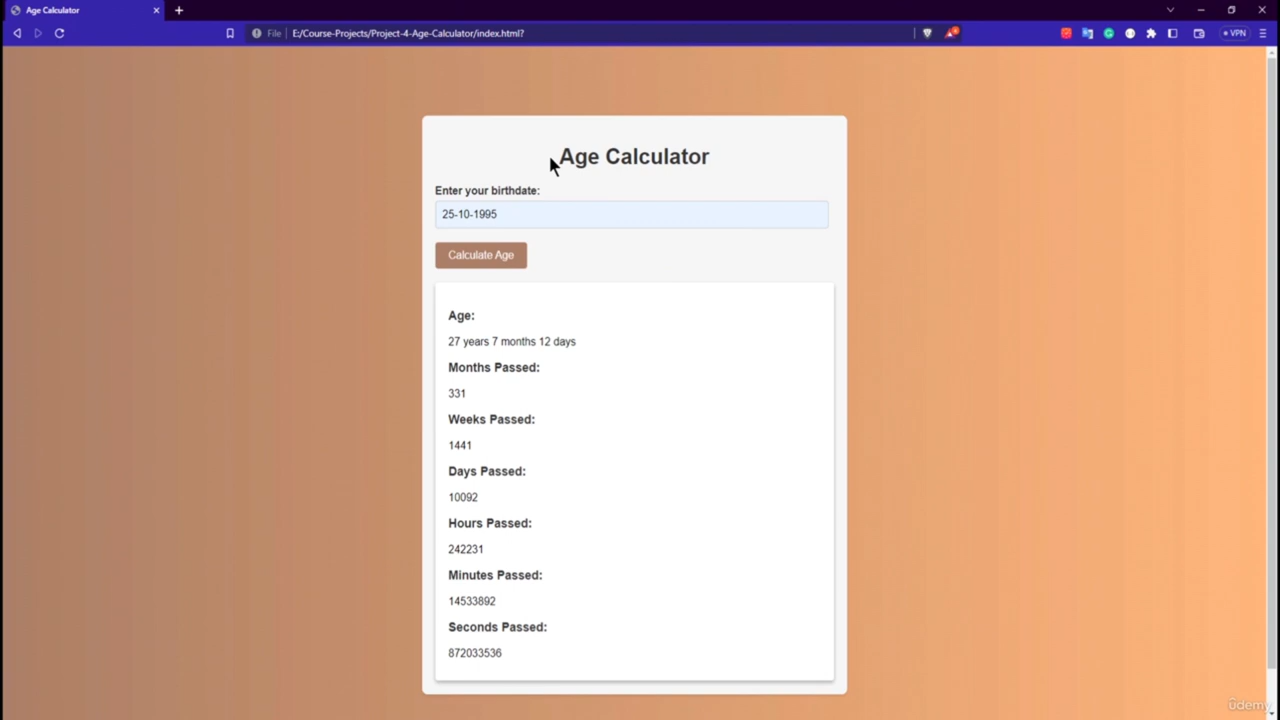 Age Calculator
File
E:/Course-Projects/Project-4-Age-Calculator/index.html?
VPN
Age Calculator
Enter your birthdate:
25-10-1995
Calculate Age
Age:
27 years 7 months 12 days
Months Passed:
331
Weeks Passed:
1441
Days Passed:
10092
Hours Passed:
242231
Minutes Passed:
14533892
Seconds Passed:
872033536
ûdemy